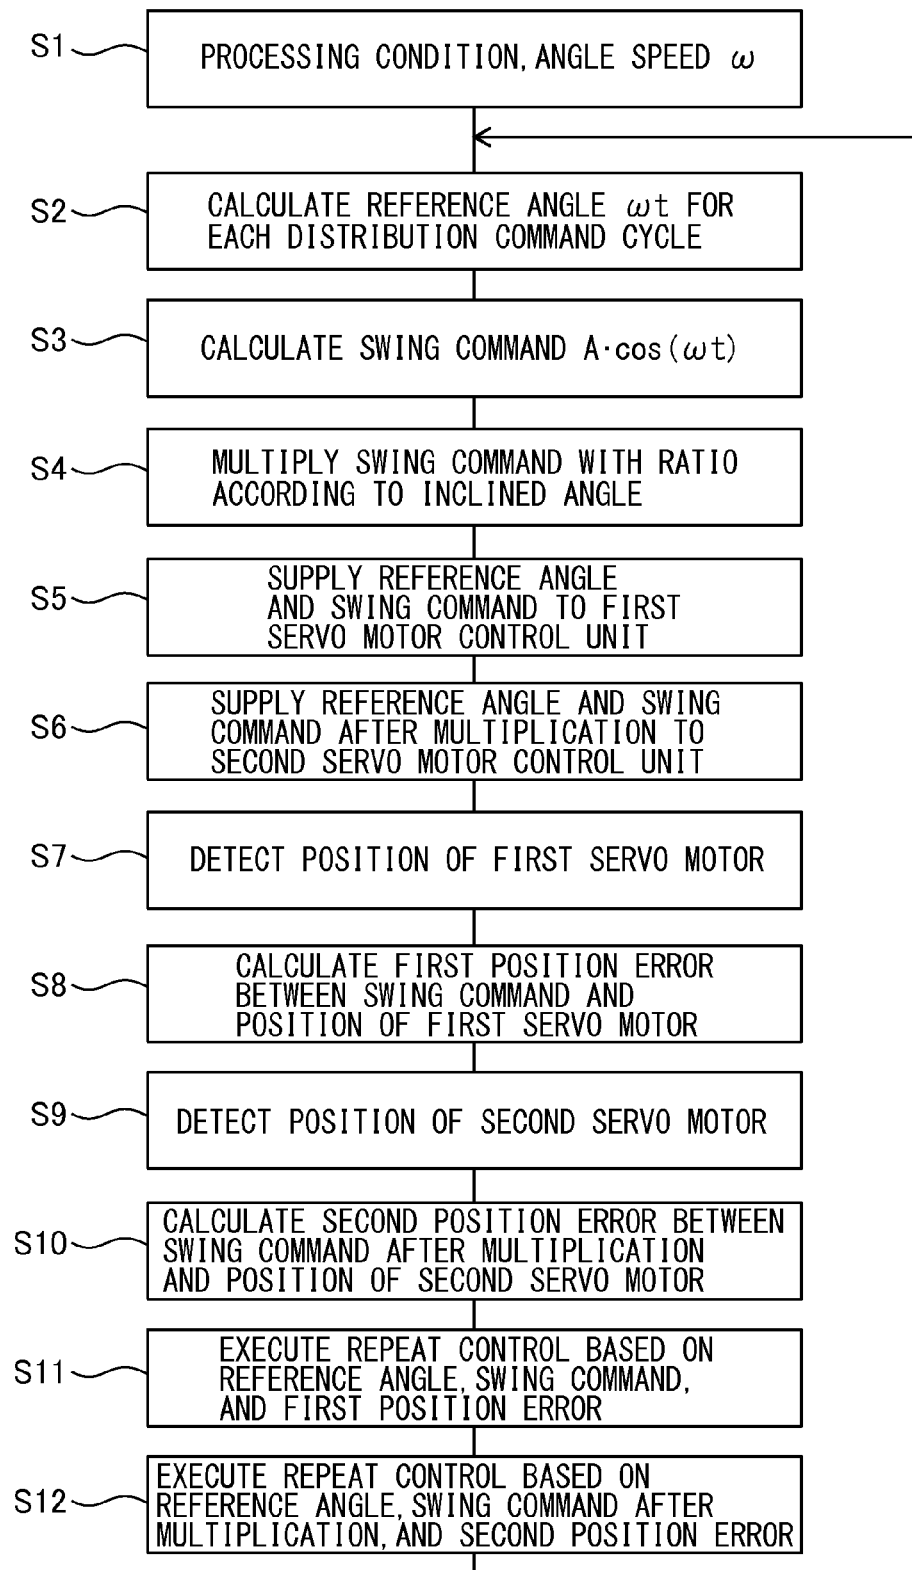 S1
PROCESSING CONDITION, ANGLE SPEED ω
S2
CALCULATE REFERENCE ANGLE ωt FOR
EACH DISTRIBUTION COMMAND CYCLE
S3
CALCULATE SWING COMMAND A·cos(ωt)
S4
MULTIPLY SWING COMMAND WITH RATIO
ACCORDING TO INCLINED ANGLE
S5
SUPPLY REFERENCE ANGLE
AND SWING COMMAND TO FIRST
SERVO MOTOR CONTROL UNIT
S6
SUPPLY REFERENCE ANGLE AND SWING
COMMAND AFTER MULTIPLICATION TO
SECOND SERVO MOTOR CONTROL UNIT
S7
DETECT POSITION OF FIRST SERVO MOTOR
S8
CALCULATE FIRST POSITION ERROR
BETWEEN SWING COMMAND AND
POSITION OF FIRST SERVO MOTOR
S9
DETECT POSITION OF SECOND SERVO MOTOR
S10
CALCULATE SECOND POSITION ERROR BETWEEN
SWING COMMAND AFTER MULTIPLICATION
AND POSITION OF SECOND SERVO MOTOR
S11
EXECUTE REPEAT CONTROL BASED ON
REFERENCE ANGLE, SWING COMMAND,
AND FIRST POSITION ERROR
S12
EXECUTE REPEAT CONTROL BASED ON
REFERENCE ANGLE, SWING COMMAND AFTER
MULTIPLICATION, AND SECOND POSITION ERROR